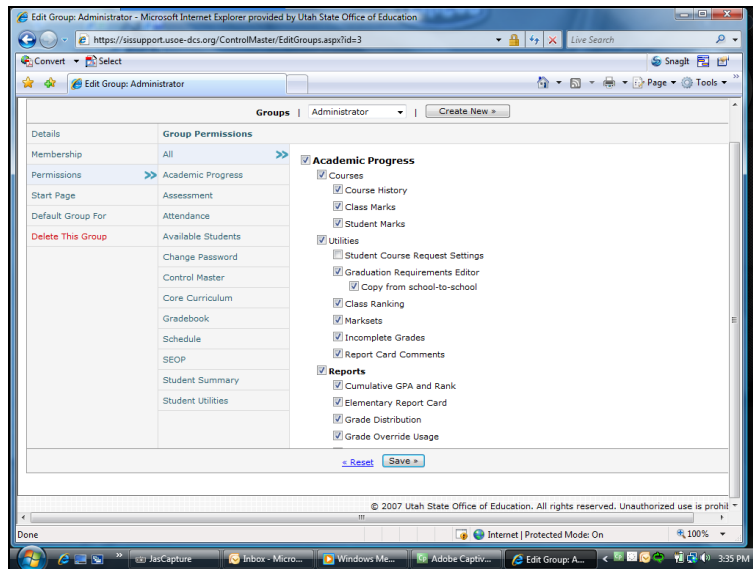 Edit Group: Administrator - Microsoft Internet Explorer provided by Utah State Office of Education
https://sissupport.usoe-dcs.org/ControlMaster/EditGroups.aspx?id=3
Live Search
Convert
Select
SnagIt
Edit Group: Administrator
Page
Tools
Groups | Administrator | Create New »
Details
Membership
Permissions
Start Page
Default Group For
Delete This Group
Group Permissions
All
Academic Progress
Assessment
Attendance
Available Students
Change Password
Control Master
Core Curriculum
Gradebook
Schedule
SEOP
Student Summary
Student Utilities
Academic Progress
Courses
Course History
Class Marks
Student Marks
Utilities
Student Course Request Settings
Graduation Requirements Editor
Copy from school-to-school
Class Ranking
Marksets
Incomplete Grades
Report Card Comments
Reports
Cumulative GPA and Rank
Elementary Report Card
Grade Distribution
Grade Override Usage
« Reset Save »
© 2007 Utah State Office of Education. All rights reserved. Unauthorized use is prohil
Done
Internet | Protected Mode: On
100%
JasCapture
Inbox - Micro...
Windows Me...
Adobe Captiv...
Edit Group: A...
3:35 PM